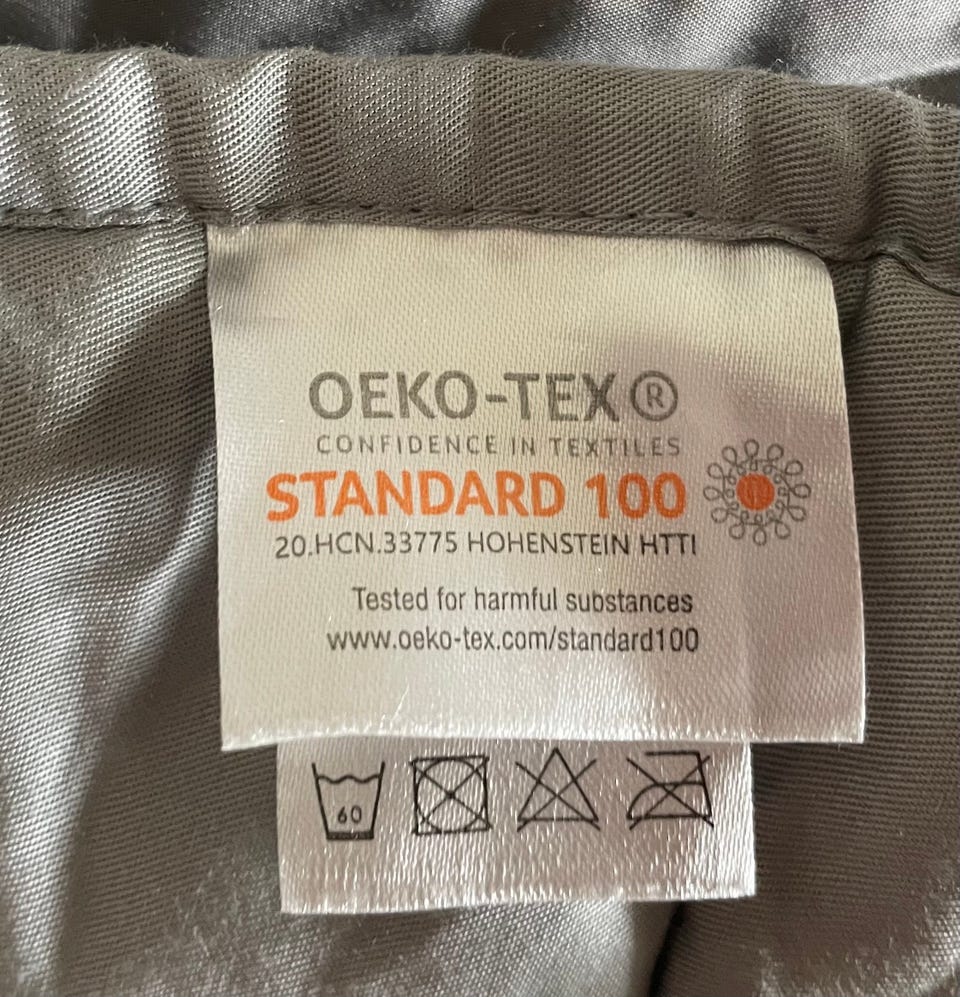 OEKO-TEX®
CONFIDENCE IN TEXTILES
STANDARD 100
20.HCN.33775 HOHENSTEIN HTTI
Tested for harmful substances
www.oeko-tex.com/standard100
60